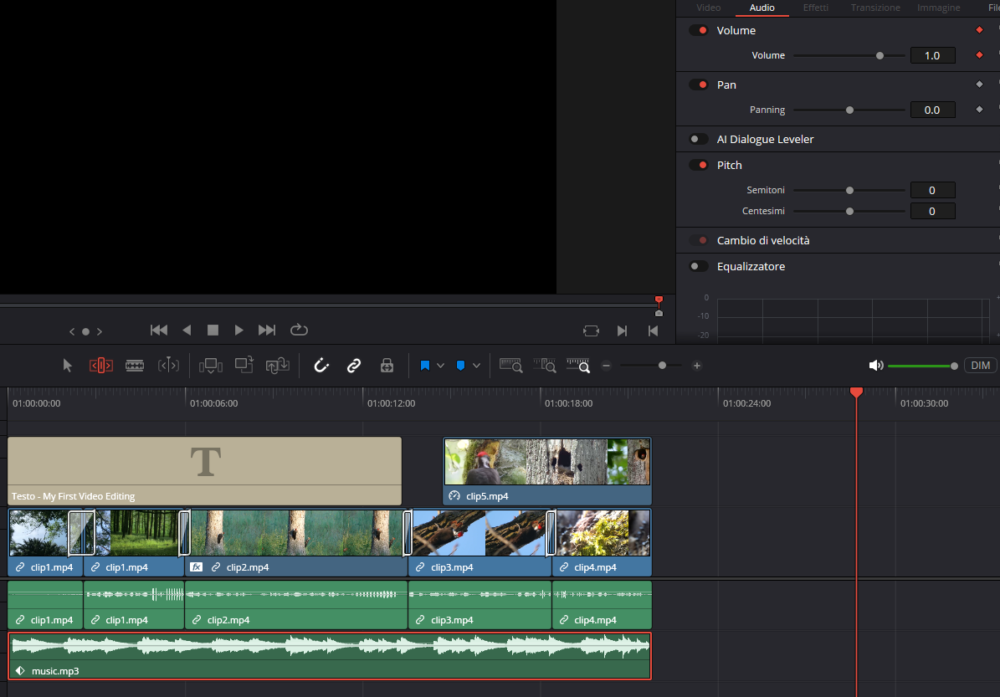 Video Audio Effetti Transizione Immagine File
Volume
Volume 1.0
Pan
Panning 0.0
AI Dialogue Leveler
Pitch
Semitoni 0
Centesimi 0
Cambio di velocità
Equalizzatore
0
-10
-20
DIM
01:00:00:00 01:00:06:00 01:00:12:00 01:00:18:00 01:00:24:00 01:00:30:00
T
Testo - My First Video Editing
clip5.mp4
clip1.mp4 clip1.mp4 fx clip2.mp4 clip3.mp4 clip4.mp4
clip1.mp4 clip1.mp4 clip2.mp4 clip3.mp4 clip4.mp4
music.mp3